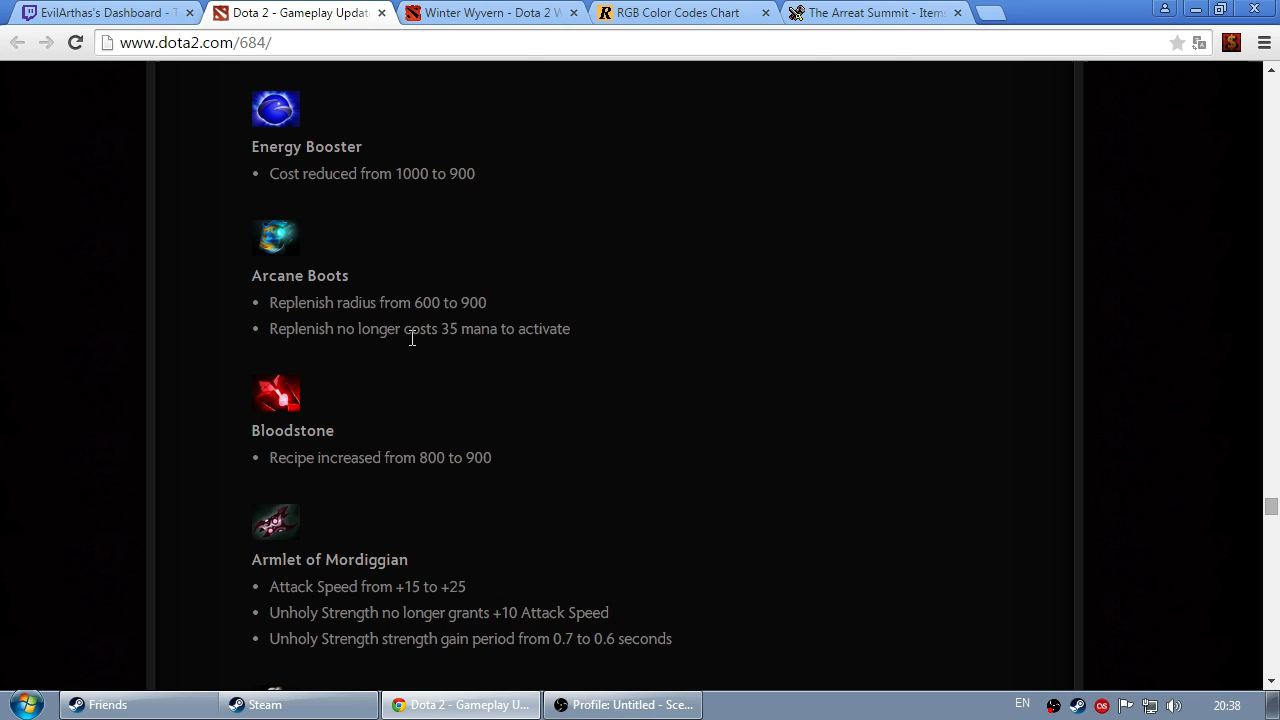 EvilArthas's Dashboard - T
Dota 2 - Gameplay Updat
Winter Wyvern - Dota 2 W
RGB Color Codes Chart
The Arreat Summit - Item
www.dota2.com/684/
Energy Booster
• Cost reduced from 1000 to 900
Arcane Boots
• Replenish radius from 600 to 900
• Replenish no longer costs 35 mana to activate
Bloodstone
• Recipe increased from 800 to 900
Armlet of Mordiggian
• Attack Speed from +15 to +25
• Unholy Strength no longer grants +10 Attack Speed
• Unholy Strength strength gain period from 0.7 to 0.6 seconds
Friends
Steam
Dota 2 - Gameplay U...
Profile: Untitled - Sce...
EN
20:38